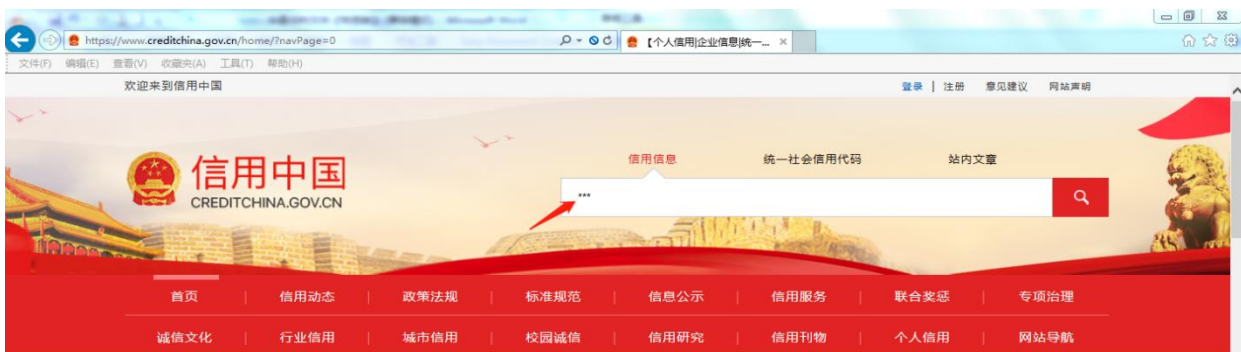 https://www.creditchina.gov.cn/home/?navPage=0
【个人信用|企业信息|统一... ×
文件(F) 编辑(E) 查看(V) 收藏夹(A) 工具(T) 帮助(H)
欢迎来到信用中国
登录 | 注册 意见建议 网站声明
信用信息 统一社会信用代码 站内文章
信用中国
***
CREDITCHINA.GOV.CN
首页 | 信用动态 | 政策法规 | 标准规范 | 信息公示 | 信用服务 | 联合奖惩 | 专项治理
诚信文化 | 行业信用 | 城市信用 | 校园诚信 | 信用研究 | 信用刊物 | 个人信用 | 网站导航